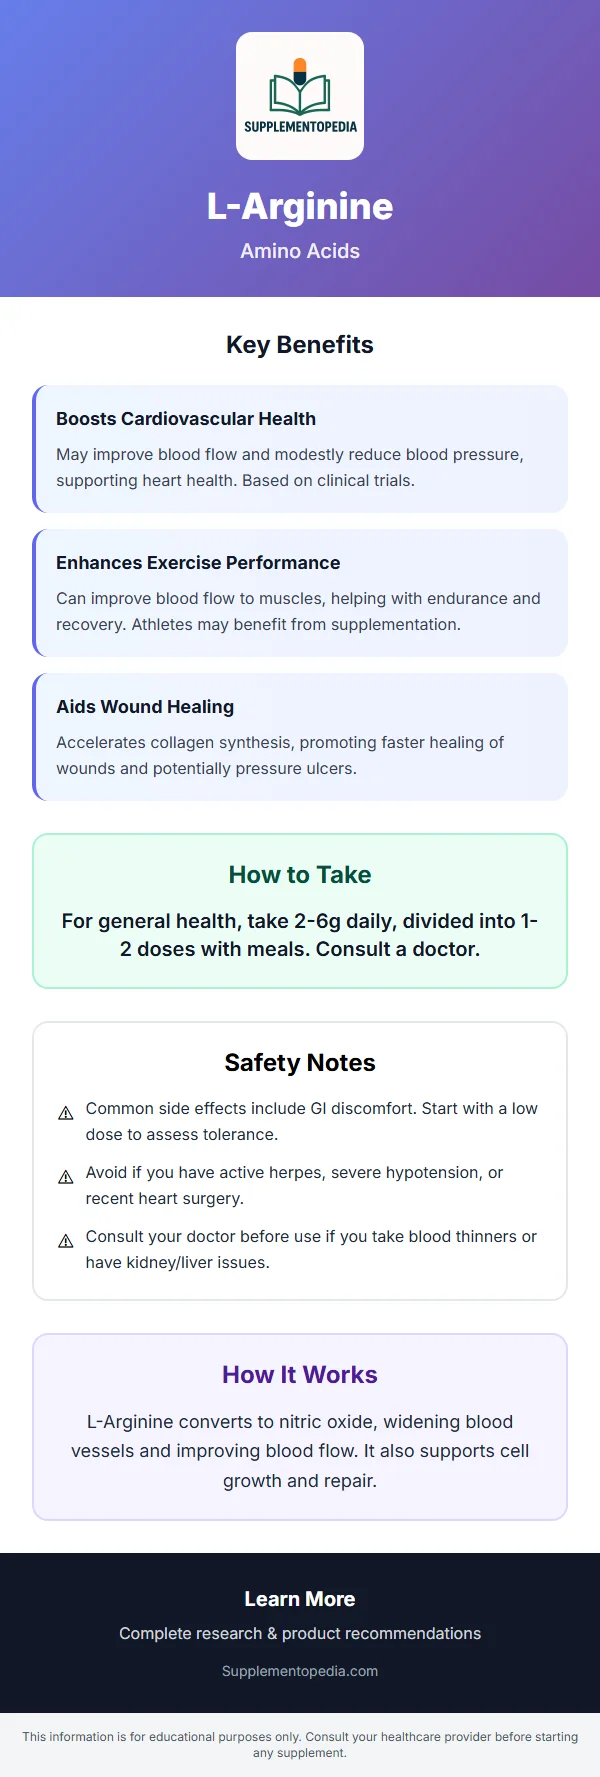 SUPPLEMENTOPEDIA
L-Arginine
Amino Acids
Key Benefits
Boosts Cardiovascular Health
May improve blood flow and modestly reduce blood pressure,
supporting heart health. Based on clinical trials.
Enhances Exercise Performance
Can improve blood flow to muscles, helping with endurance and
recovery. Athletes may benefit from supplementation.
Aids Wound Healing
Accelerates collagen synthesis, promoting faster healing of
wounds and potentially pressure ulcers.
How to Take
For general health, take 2-6g daily, divided into 1-
2 doses with meals. Consult a doctor.
Safety Notes
Common side effects include GI discomfort. Start with a low
dose to assess tolerance.
Avoid if you have active herpes, severe hypotension, or
recent heart surgery.
Consult your doctor before use if you take blood thinners or
have kidney/liver issues.
How It Works
L-Arginine converts to nitric oxide, widening blood
vessels and improving blood flow. It also supports cell
growth and repair.
Learn More
Complete research & product recommendations
Supplementopedia.com
This information is for educational purposes only. Consult your healthcare provider before starting
any supplement.